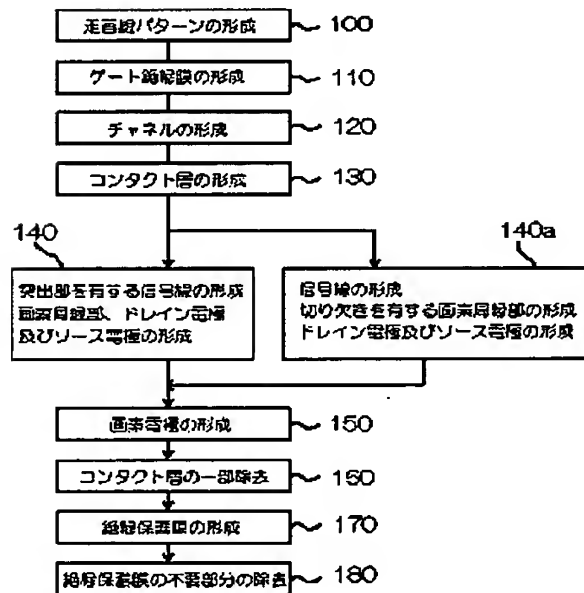 走査線パターンの形成 100
ゲート絶縁膜の形成 110
チャネルの形成 120
コンタクト層の形成 130
140
突出部を有する信号線の形成
画素周縁部、ドレイン電極
及びソース電極の形成
140a
信号線の形成
切り欠きを有する画素周縁部の形成
ドレイン電極及びソース電極の形成
画素電極の形成 150
コンタクト層の一部除去 160
絶縁保護膜の形成 170
絶縁保護膜の不要部分の除去 180